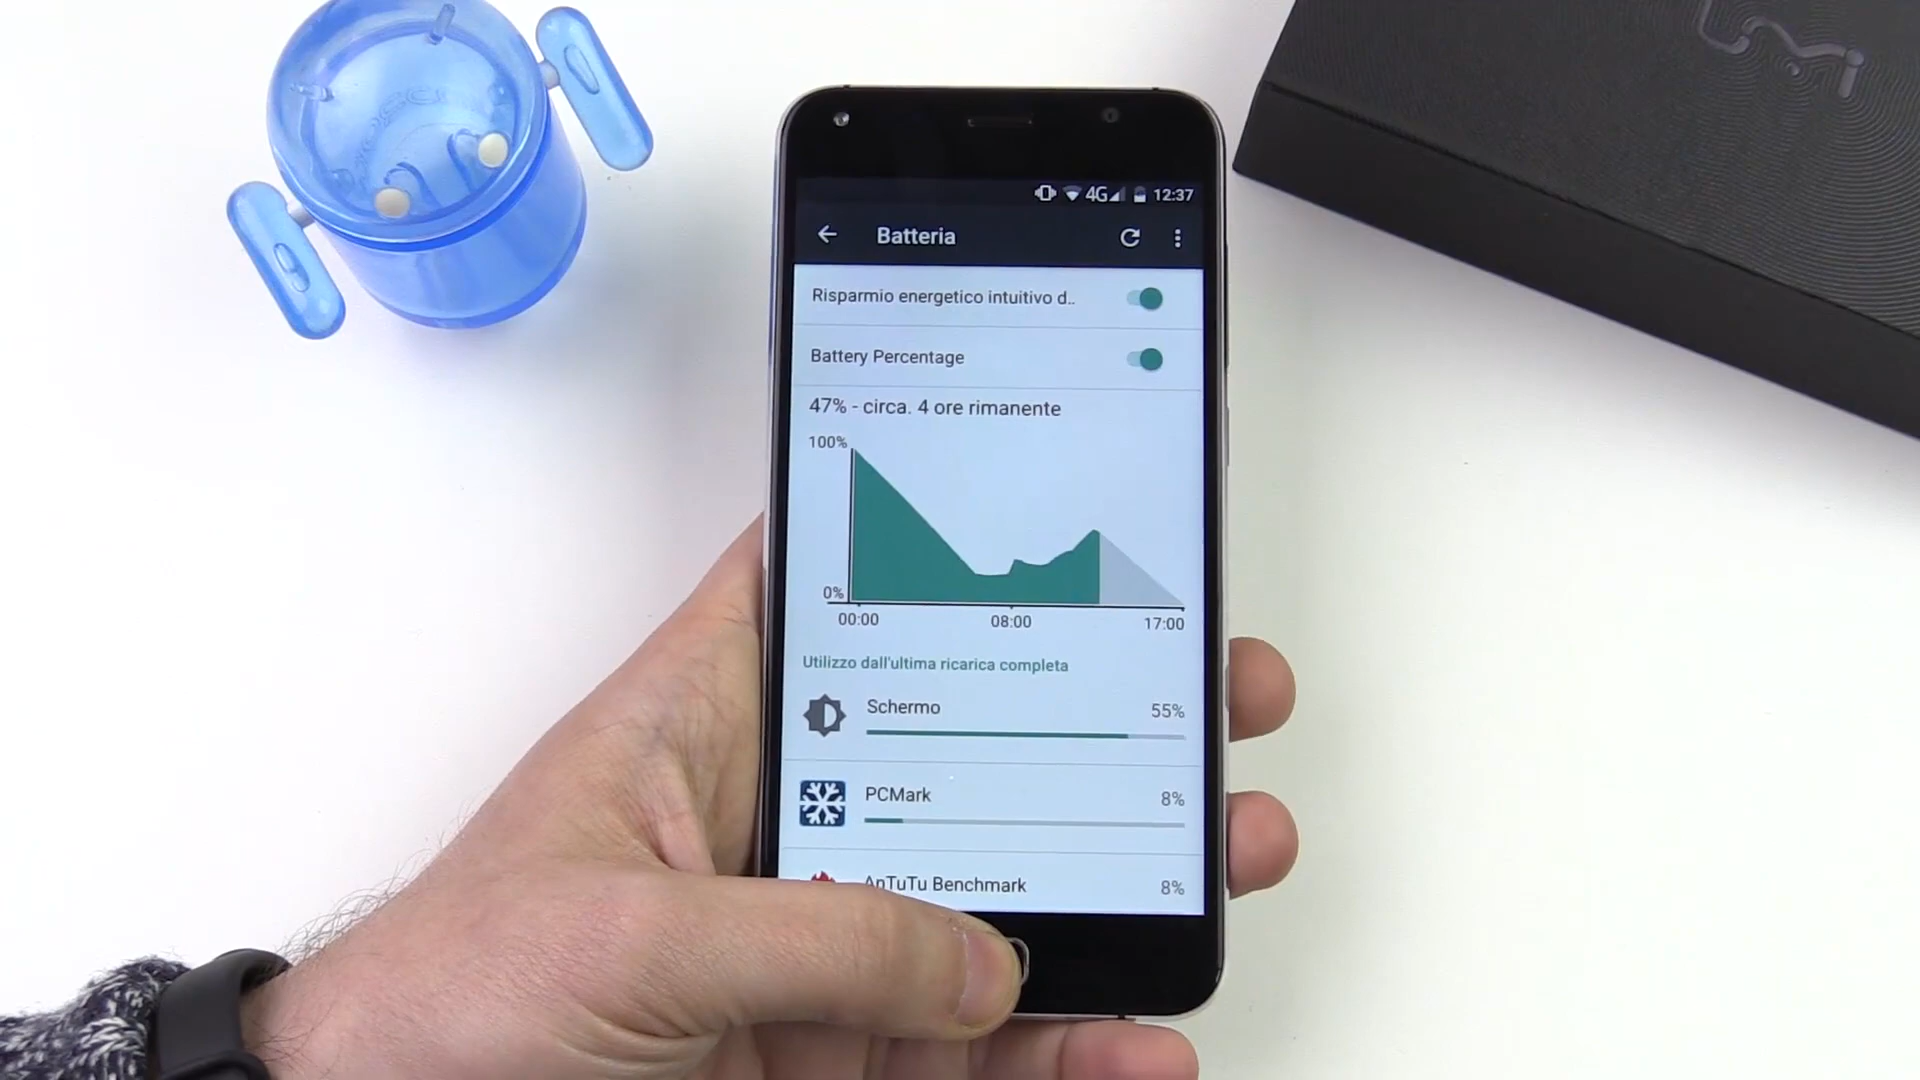 umi
4G 12:37
Batteria
Risparmio energetico intuitivo d..
Battery Percentage
47% - circa. 4 ore rimanente
100%
0%
00:00 08:00 17:00
Utilizzo dall'ultima ricarica completa
Schermo 55%
PCMark 8%
AnTuTu Benchmark 8%